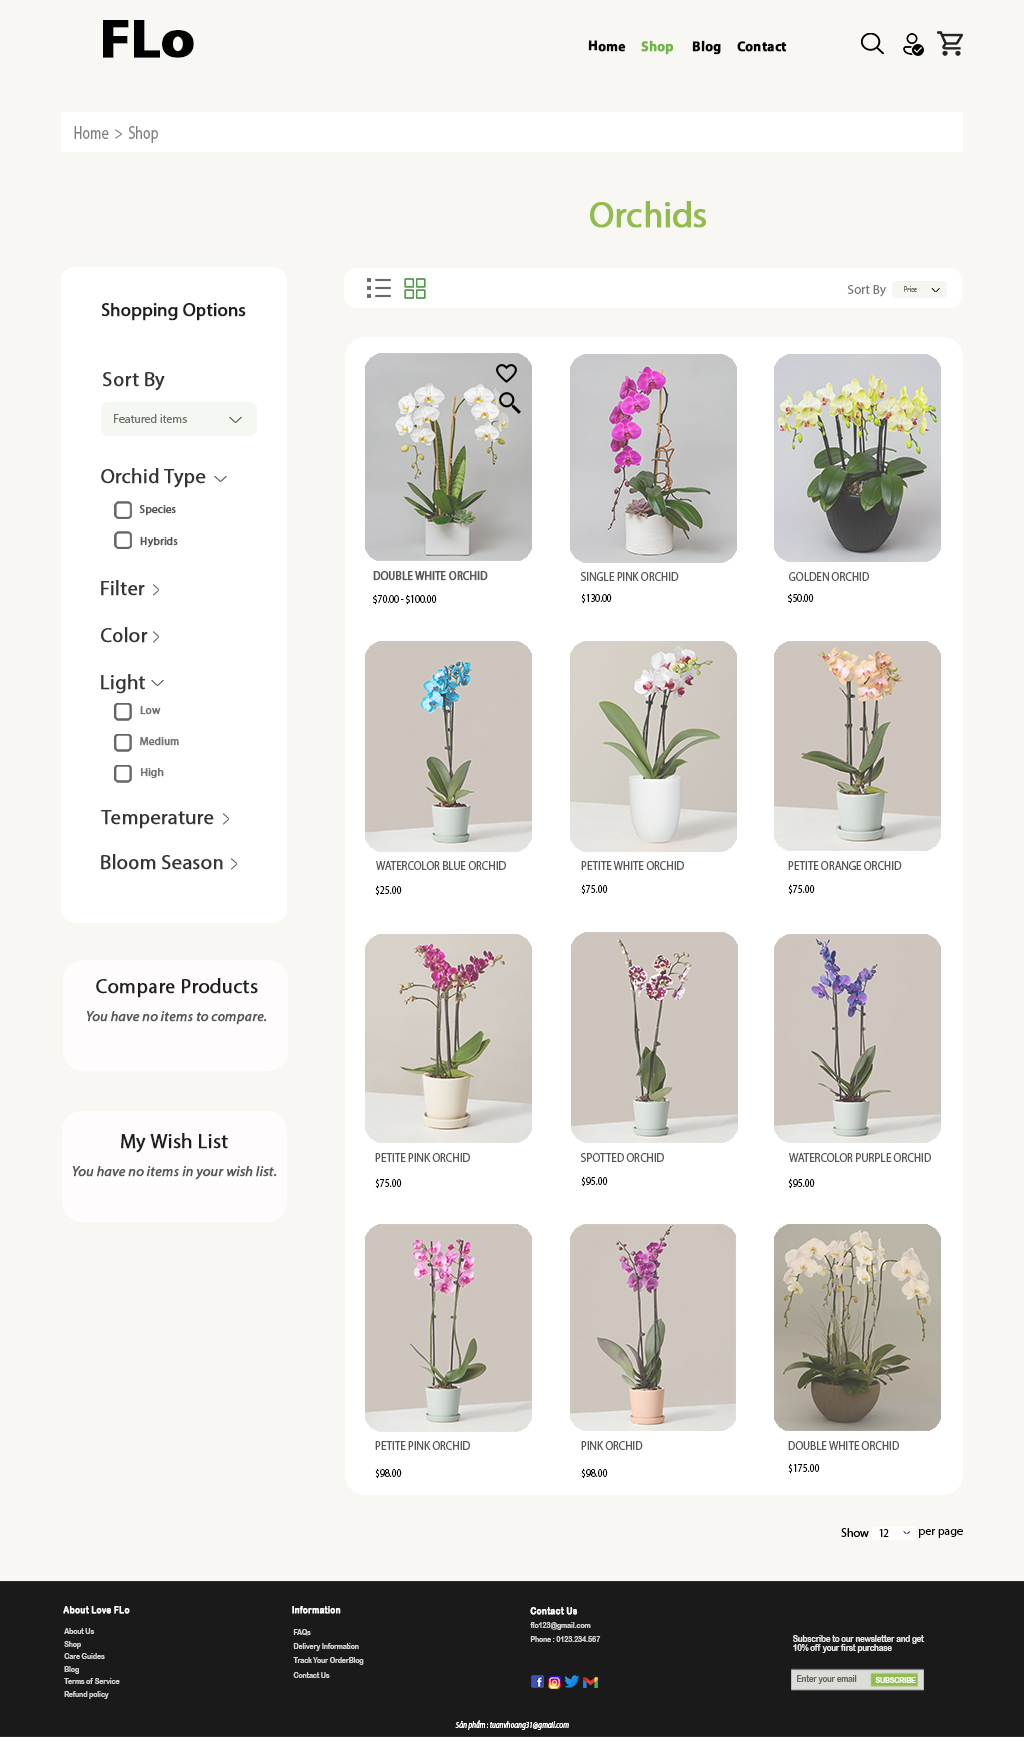 FLo
Home Shop Blog Contact
Home > Shop
Orchids
Shopping Options
Sort By
Featured items
Orchid Type
Species
Hybrids
Filter
Color
Light
Low
Medium
High
Temperature
Bloom Season
Compare Products
You have no items to compare.
My Wish List
You have no items in your wish list.
Sort By Price
DOUBLE WHITE ORCHID
$70.00 - $100.00
SINGLE PINK ORCHID
$130.00
GOLDEN ORCHID
$50.00
WATERCOLOR BLUE ORCHID
$25.00
PETITE WHITE ORCHID
$75.00
PETITE ORANGE ORCHID
$75.00
PETITE PINK ORCHID
$75.00
SPOTTED ORCHID
$95.00
WATERCOLOR PURPLE ORCHID
$95.00
PETITE PINK ORCHID
$98.00
PINK ORCHID
$98.00
DOUBLE WHITE ORCHID
$175.00
Show 12 per page
About Love FLo
About Us
Shop
Care Guides
Blog
Terms of Service
Refund policy
Information
FAQs
Delivery Information
Track Your OrderBlog
Contact Us
Contact Us
flo123@gmail.com
Phone : 0123.234.567
Subscribe to our newsletter and get
10% off your first purchase
Enter your email SUBSCRIBE
Sản phẩm : tuanvhoang31@gmail.com